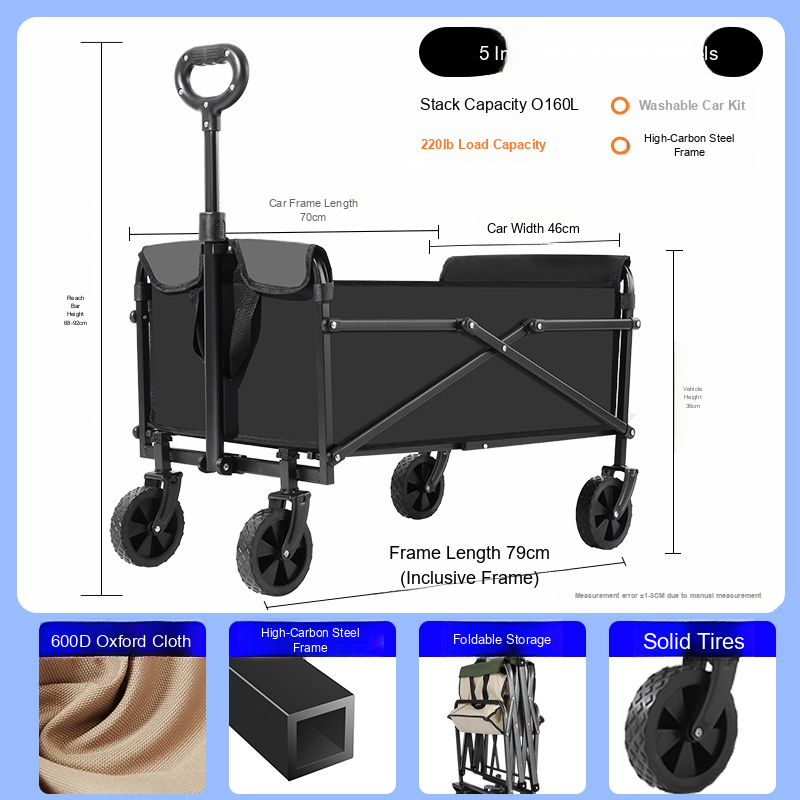 5 In
ls
Stack Capacity O160L
Washable Car Kit
220lb Load Capacity
High-Carbon Steel
Frame
Car Frame Length
70cm
Car Width 46cm
Reach
Bar
Height
68-92cm
Vehicle
Height
36cm
Frame Length 79cm
(Inclusive Frame)
Measurement error ±1-3CM due to manual measurement
600D Oxford Cloth
High-Carbon Steel
Frame
Foldable Storage
Solid Tires